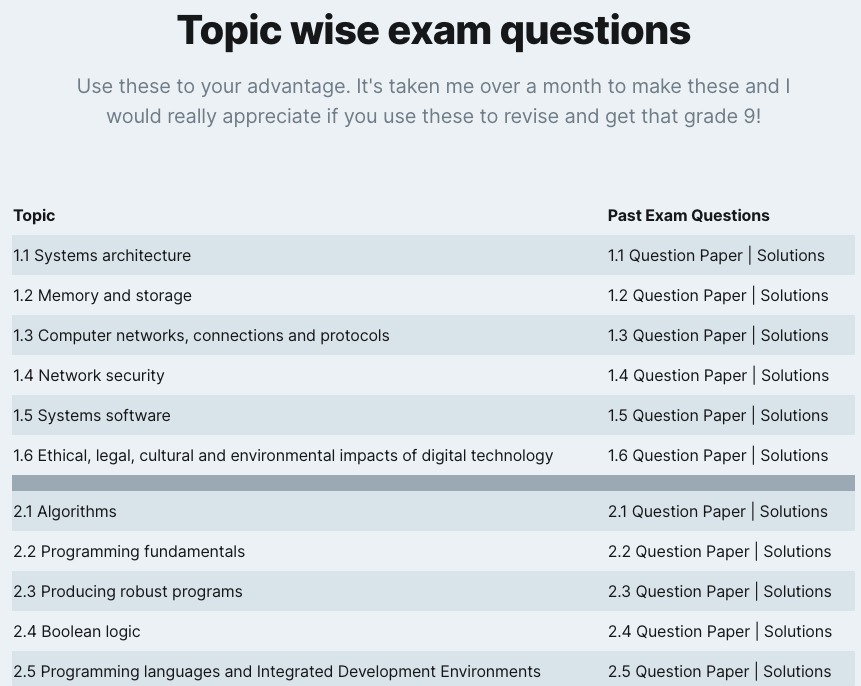 Topic wise exam questions
Use these to your advantage. It's taken me over a month to make these and I
would really appreciate if you use these to revise and get that grade 9!
Topic Past Exam Questions
1.1 Systems architecture 1.1 Question Paper | Solutions
1.2 Memory and storage 1.2 Question Paper | Solutions
1.3 Computer networks, connections and protocols 1.3 Question Paper | Solutions
1.4 Network security 1.4 Question Paper | Solutions
1.5 Systems software 1.5 Question Paper | Solutions
1.6 Ethical, legal, cultural and environmental impacts of digital technology 1.6 Question Paper | Solutions
2.1 Algorithms 2.1 Question Paper | Solutions
2.2 Programming fundamentals 2.2 Question Paper | Solutions
2.3 Producing robust programs 2.3 Question Paper | Solutions
2.4 Boolean logic 2.4 Question Paper | Solutions
2.5 Programming languages and Integrated Development Environments 2.5 Question Paper | Solutions